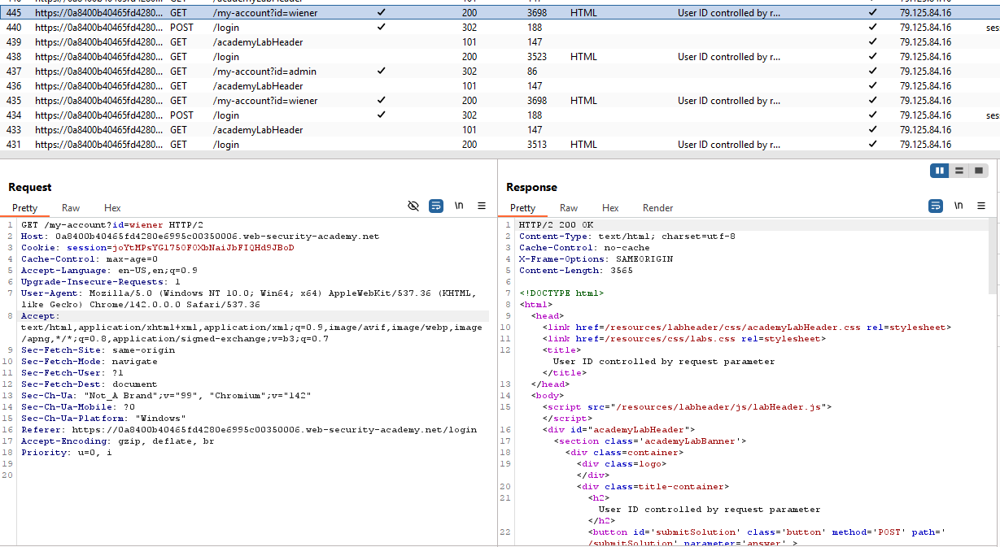 445 https://0a8400b40465fd4280... GET /my-account?id=wiener ✓ 200 3698 HTML User ID controlled by r... ✓ 79.125.84.16
440 https://0a8400b40465fd4280... POST /login ✓ 302 188 ✓ 79.125.84.16 ses
439 https://0a8400b40465fd4280... GET /academyLabHeader 101 147 ✓ 79.125.84.16
438 https://0a8400b40465fd4280... GET /login 200 3523 HTML User ID controlled by r... ✓ 79.125.84.16
437 https://0a8400b40465fd4280... GET /my-account?id=admin ✓ 302 86 ✓ 79.125.84.16
436 https://0a8400b40465fd4280... GET /academyLabHeader 101 147 ✓ 79.125.84.16
435 https://0a8400b40465fd4280... GET /my-account?id=wiener ✓ 200 3698 HTML User ID controlled by r... ✓ 79.125.84.16
434 https://0a8400b40465fd4280... POST /login ✓ 302 188 ✓ 79.125.84.16 ses
433 https://0a8400b40465fd4280... GET /academyLabHeader 101 147 ✓ 79.125.84.16
431 https://0a8400b40465fd4280... GET /login 200 3513 HTML User ID controlled by r... ✓ 79.125.84.16
Request
Pretty Raw Hex \n
1 GET /my-account?id=wiener HTTP/2
2 Host: 0a8400b40465fd4280e6995c00350006.web-security-academy.net
3 Cookie: session=joYtMPsYGl750F0XbNaiJbFIQHd9JBoD
4 Cache-Control: max-age=0
5 Accept-Language: en-US,en;q=0.9
6 Upgrade-Insecure-Requests: 1
7 User-Agent: Mozilla/5.0 (Windows NT 10.0; Win64; x64) AppleWebKit/537.36 (KHTML,
like Gecko) Chrome/142.0.0.0 Safari/537.36
8 Accept:
text/html,application/xhtml+xml,application/xml;q=0.9,image/avif,image/webp,image
/apng,*/*;q=0.8,application/signed-exchange;v=b3;q=0.7
9 Sec-Fetch-Site: same-origin
10 Sec-Fetch-Mode: navigate
11 Sec-Fetch-User: ?1
12 Sec-Fetch-Dest: document
13 Sec-Ch-Ua: "Not_A Brand";v="99", "Chromium";v="142"
14 Sec-Ch-Ua-Mobile: ?0
15 Sec-Ch-Ua-Platform: "Windows"
16 Referer: https://0a8400b40465fd4280e6995c00350006.web-security-academy.net/login
17 Accept-Encoding: gzip, deflate, br
18 Priority: u=0, i
19
20
Response
Pretty Raw Hex Render \n
1 HTTP/2 200 OK
2 Content-Type: text/html; charset=utf-8
3 Cache-Control: no-cache
4 X-Frame-Options: SAMEORIGIN
5 Content-Length: 3565
6
7 <!DOCTYPE html>
8 <html>
9 <head>
10 <link href=/resources/labheader/css/academyLabHeader.css rel=stylesheet>
11 <link href=/resources/css/labs.css rel=stylesheet>
12 <title>
User ID controlled by request parameter
</title>
13 </head>
14 <body>
15 <script src="/resources/labheader/js/labHeader.js">
</script>
16 <div id="academyLabHeader">
17 <section class='academyLabBanner'>
18 <div class=container>
19 <div class=logo>
</div>
20 <div class=title-container>
21 <h2>
User ID controlled by request parameter
</h2>
22 <button id='submitSolution' class='button' method='POST' path='
/submitSolution' parameter='answer' >